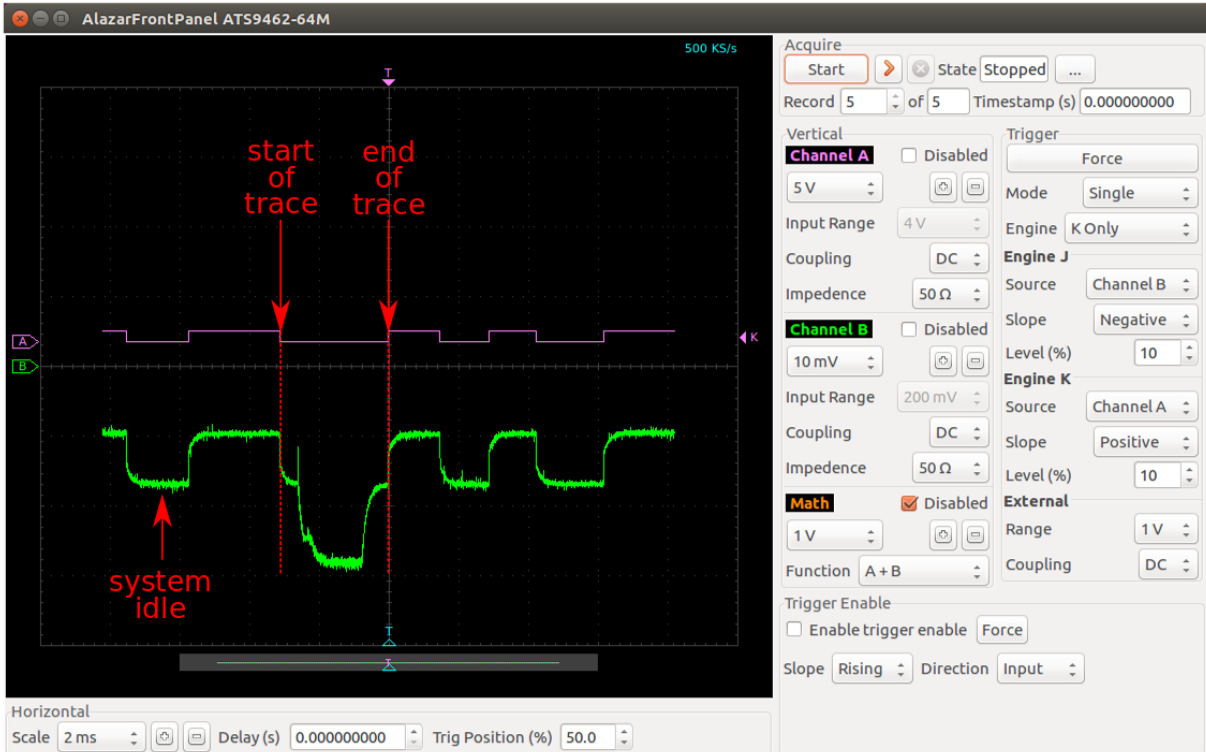 AlazarFrontPanel ATS9462-64M
500 KS/s
T
start
of
trace
end
of
trace
A
K
B
system
idle
T
T
Horizontal
Scale 2 ms Delay (s) 0.000000000 Trig Position (%) 50.0
Acquire
Start State Stopped ...
Record 5 of 5 Timestamp (s) 0.000000000
Vertical
Channel A Disabled
5 V
Input Range 4 V
Coupling DC
Impedance 50 Ω
Channel B Disabled
10 mV
Input Range 200 mV
Coupling DC
Impedence 50 Ω
Math Disabled
1 V
Function A + B
Trigger
Force
Mode Single
Engine K Only
Engine J
Source Channel B
Slope Negative
Level (%) 10
Engine K
Source Channel A
Slope Positive
Level (%) 10
External
Range 1 V
Coupling DC
Trigger Enable
Enable trigger enable Force
Slope Rising Direction Input